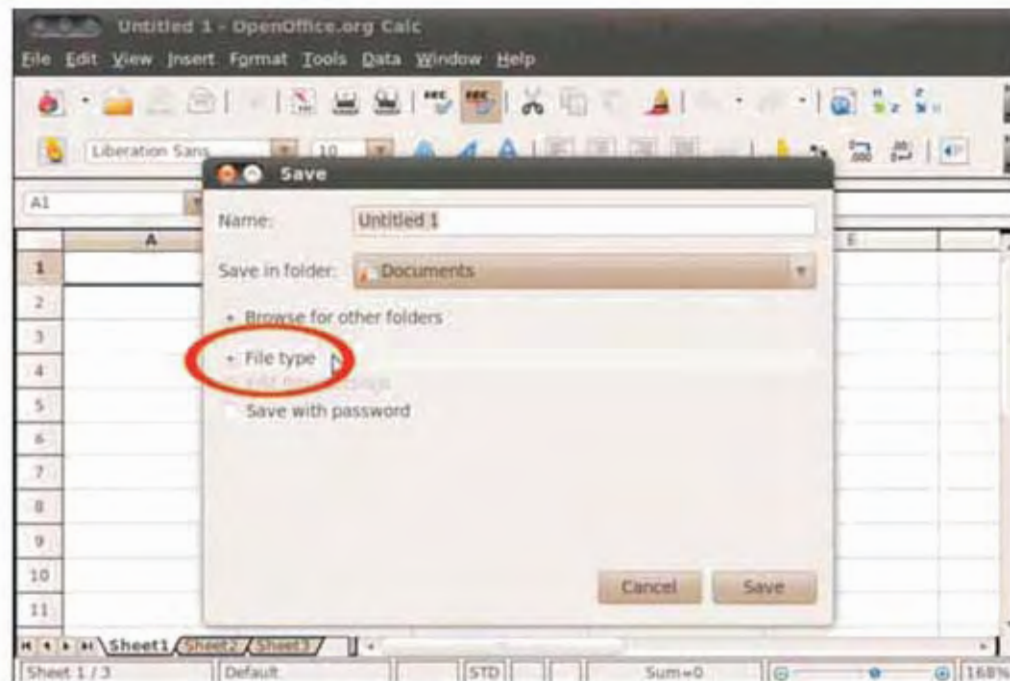 Untitled 1 - OpenOffice.org Calc
File Edit View Insert Format Tools Data Window Help
Liberation Sans 10
Save
A1
Name: Untitled 1
A E
Save in folder: Documents
1
2
+ Browse for other folders
3
+ File type
4
5
Save with password
6
7
8
9
10
Cancel Save
11
Sheet1 Sheet2 Sheet3
Sheet 1 / 3 Default STD Sum=0 168%